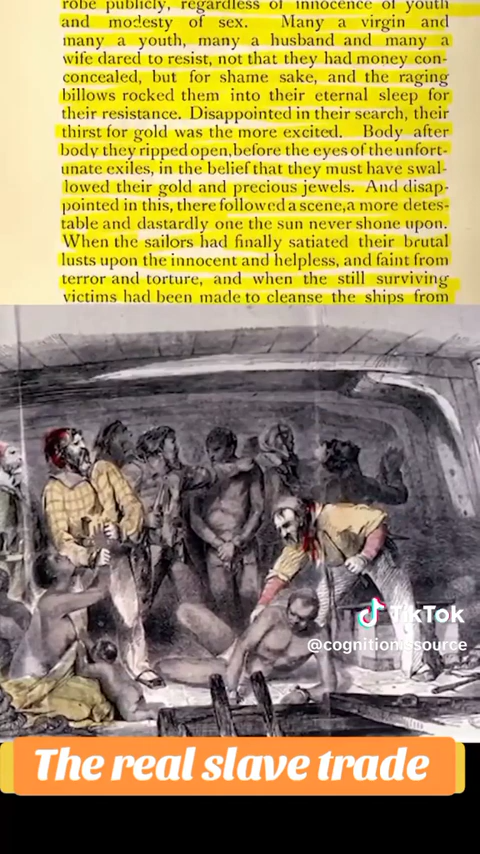 robe publicly, regardless of innocence of youth
and modesty of sex. Many a virgin and
many a youth, many a husband and many a
wife dared to resist, not that they had money con-
concealed, but for shame sake, and the raging
billows rocked them into their eternal sleep for
their resistance. Disappointed in their search, their
thirst for gold was the more excited. Body after
body they ripped open, before the eyes of the unfort-
unate exiles, in the belief that they must have swal-
lowed their gold and precious jewels. And disap-
pointed in this, there followed a scene, a more detes-
table and dastardly one the sun never shone upon.
When the sailors had finally satiated their brutal
lusts upon the innocent and helpless, and faint from
terror and torture, and when the still surviving
victims had been made to cleanse the ships from
TikTok
@cognitionissource
The real slave trade